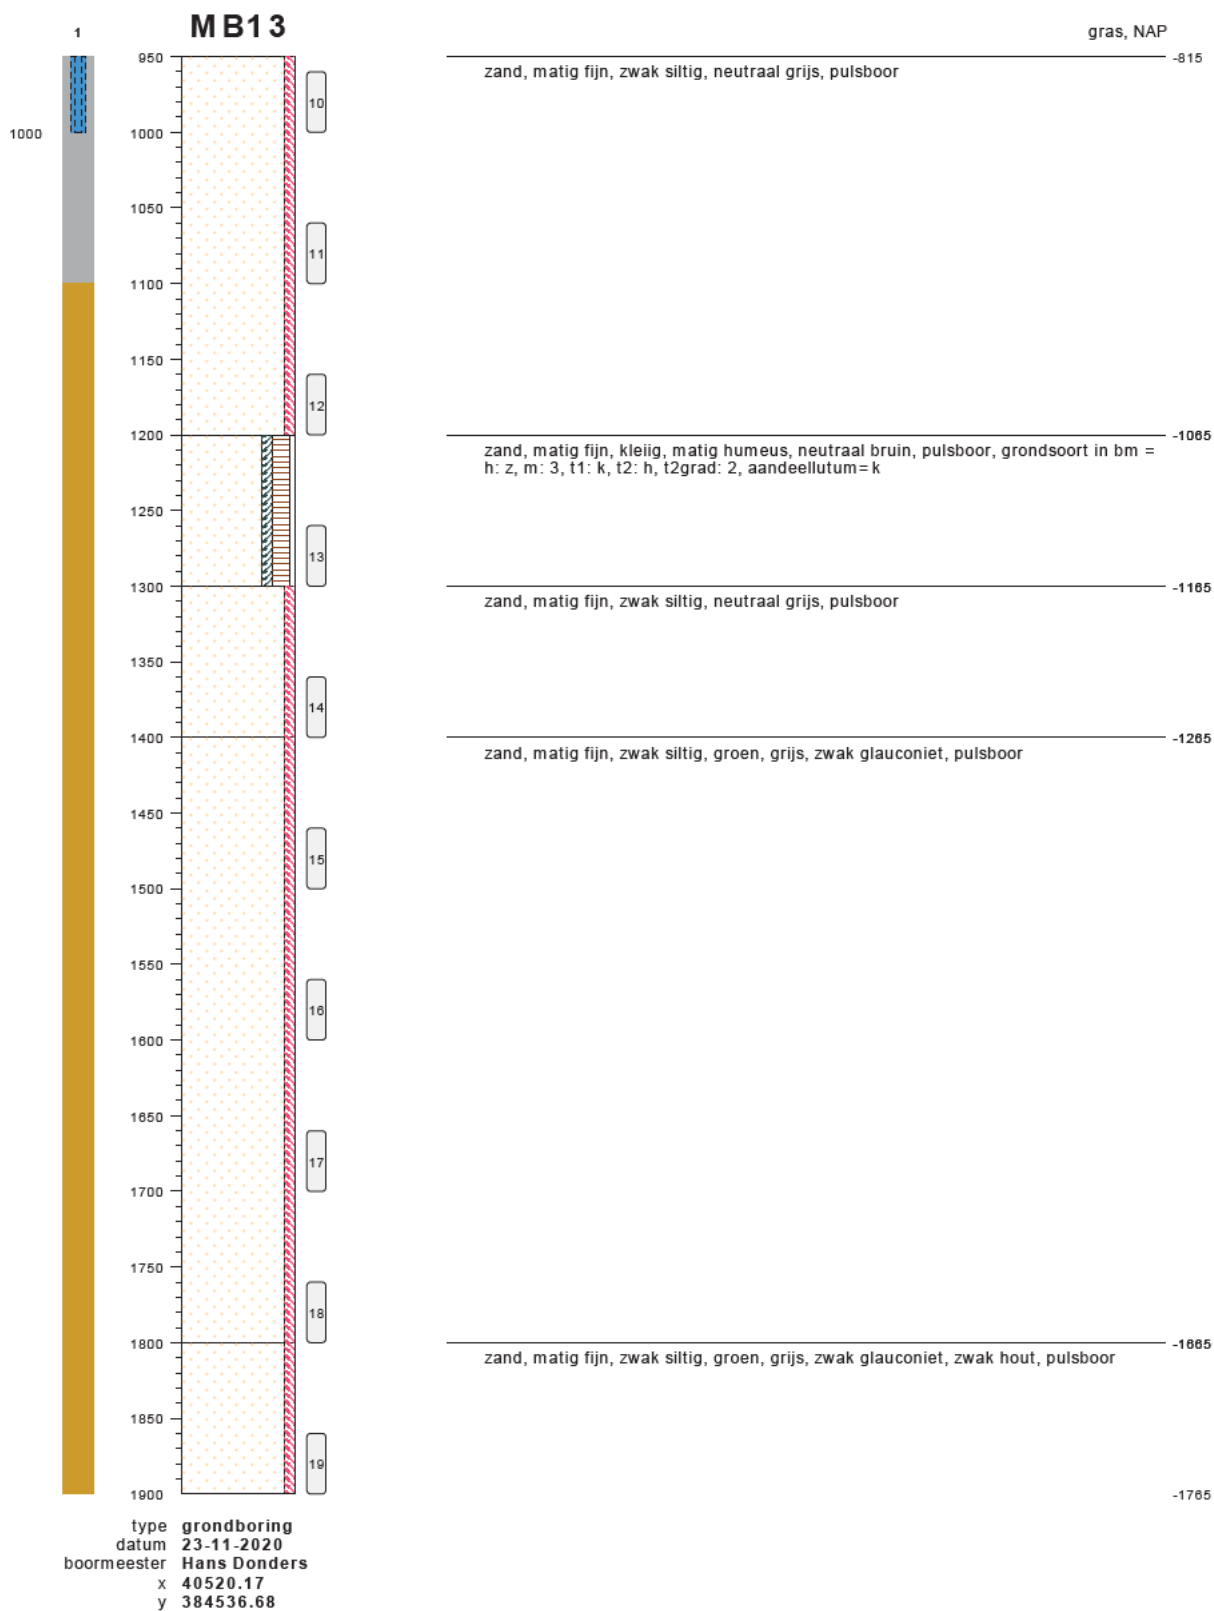 1
MB13
gras, NAP
950
-815
zand, matig fijn, zwak siltig, neutraal grijs, pulsboor
10
1000
1000
1050
11
1100
1150
12
1200
-1065
zand, matig fijn, kleiig, matig humeus, neutraal bruin, pulsboor, grondsoort in bm =
h: z, m: 3, t1: k, t2: h, t2grad: 2, aandeellutum=k
1250
13
1300
-1165
zand, matig fijn, zwak siltig, neutraal grijs, pulsboor
1350
14
1400
-1265
zand, matig fijn, zwak siltig, groen, grijs, zwak glauconiet, pulsboor
1450
15
1500
1550
16
1600
1650
17
1700
1750
18
1800
-1665
zand, matig fijn, zwak siltig, groen, grijs, zwak glauconiet, zwak hout, pulsboor
1850
19
1900
-1765
type grondboring
datum 23-11-2020
boormeester Hans Donders
x 40520.17
y 384536.68